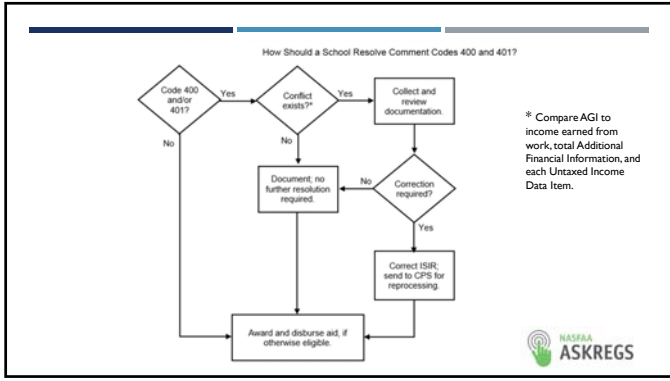 How Should a School Resolve Comment Codes 400 and 401?
Code 400
and/or
401?
Yes
Conflict
exists?*
Yes
Collect and
review
documentation.
No
No
Document; no
further resolution
required.
No
Correction
required?
Yes
Correct ISIR;
send to CPS for
reprocessing.
Award and disburse aid, if
otherwise eligible.
* Compare AGI to
income earned from
work, total Additional
Financial Information, and
each Untaxed Income
Data Item.
NASFAA
ASKREGS